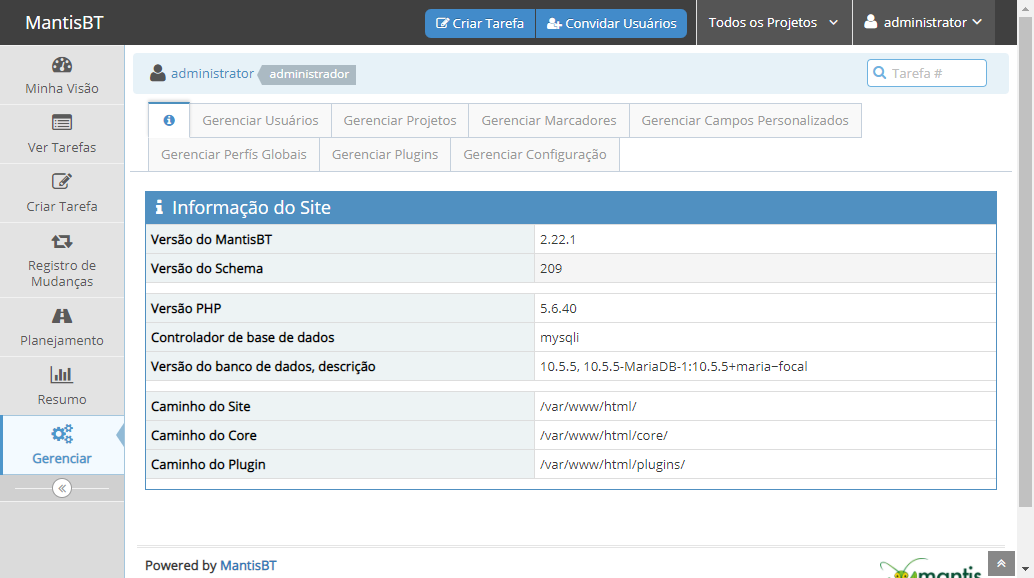 MantisBT
Criar Tarefa
Convidar Usuários
Todos os Projetos
administrator
Minha Visão
Ver Tarefas
Criar Tarefa
Registro de
Mudanças
Planejamento
Resumo
Gerenciar
administrator
administrador
Tarefa #
Gerenciar Usuários
Gerenciar Projetos
Gerenciar Marcadores
Gerenciar Campos Personalizados
Gerenciar Perfís Globais
Gerenciar Plugins
Gerenciar Configuração
Informação do Site
Versão do MantisBT 2.22.1
Versão do Schema 209
Versão PHP 5.6.40
Controlador de base de dados mysqli
Versão do banco de dados, descrição 10.5.5, 10.5.5-MariaDB-1:10.5.5+maria~focal
Caminho do Site /var/www/html/
Caminho do Core /var/www/html/core/
Caminho do Plugin /var/www/html/plugins/
Powered by MantisBT
mantis